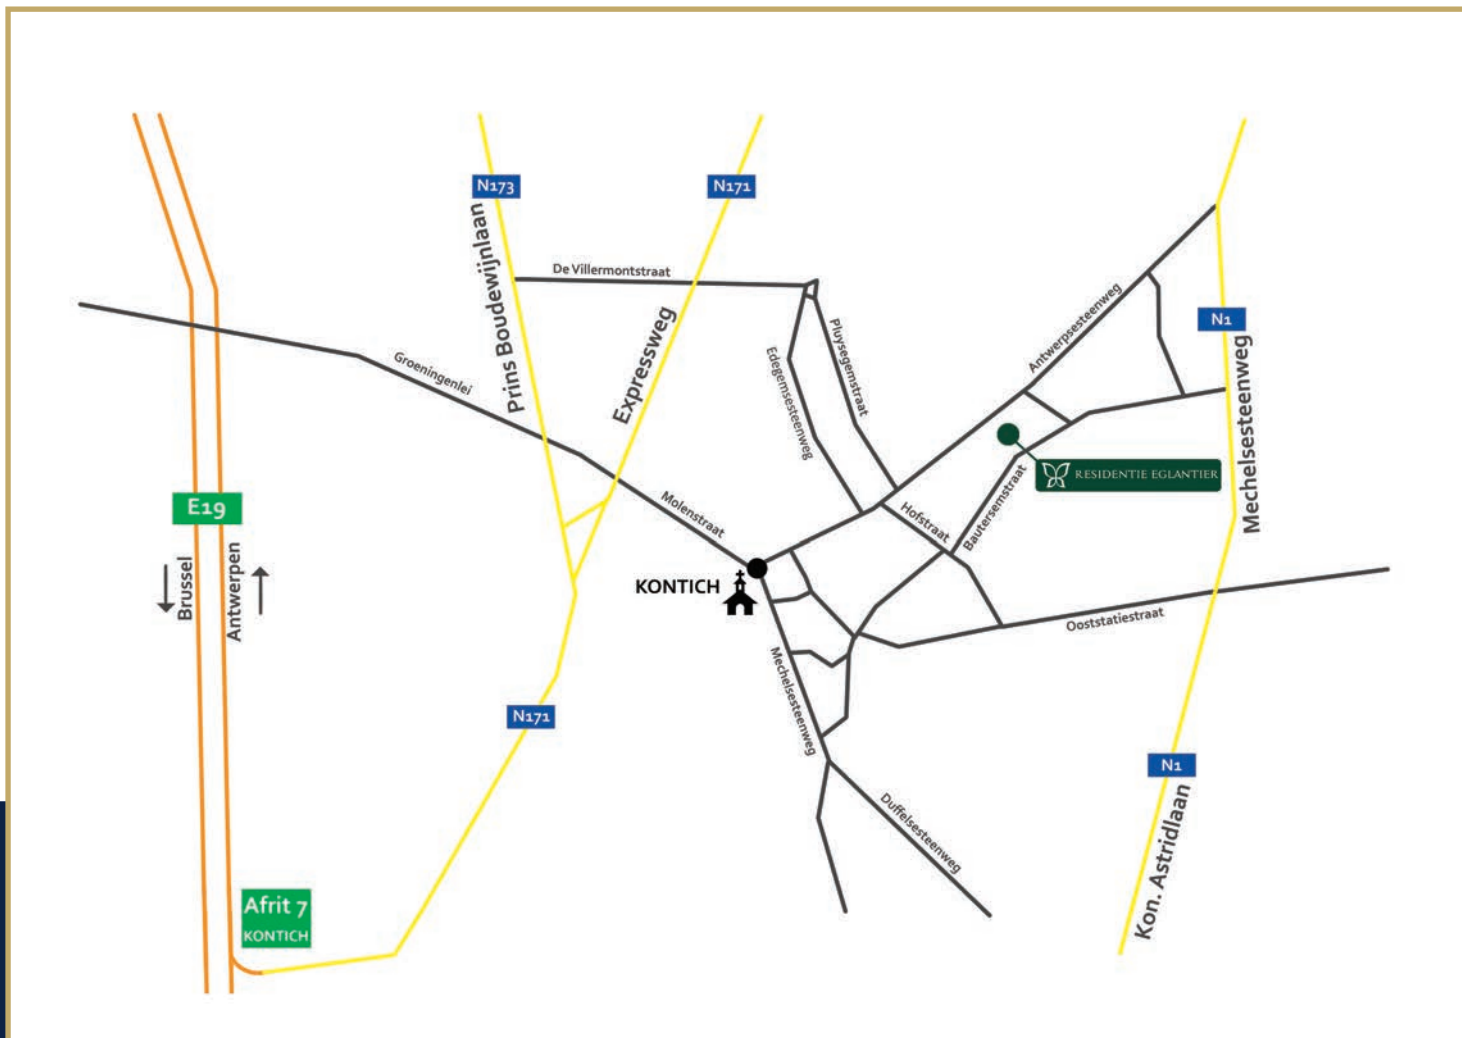 N173
N171
Prins Boudewijnlaan
De Villermontstraat
Expressweg
Groeningenlei
Pluysegemstraat
Edegemsesteenweg
Antwerpsesteenweg
N1
Mechelsesteenweg
RESIDENTIE EGLANTIER
E19
Brussel
Antwerpen
Molenstraat
Hofstraat
Bautersemstraat
KONTICH
Ooststatiestraat
Mechelsesteenweg
N171
N1
Duffelsesteenweg
Kon. Astridlaan
Afrit 7
KONTICH